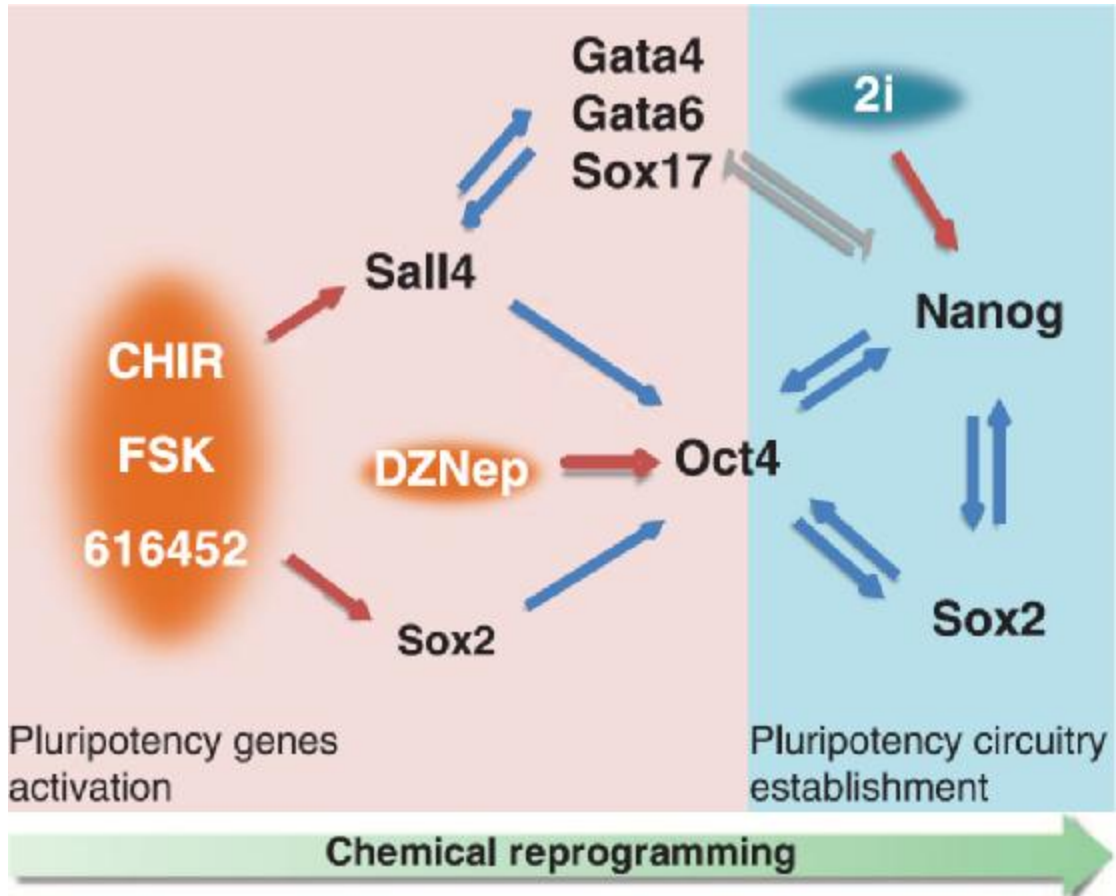 Gata4
Gata6
Sox17
2i
Sall4
Nanog
CHIR
FSK
616452
DZNep
Oct4
Sox2
Sox2
Pluripotency genes
activation
Pluripotency circuitry
establishment
Chemical reprogramming